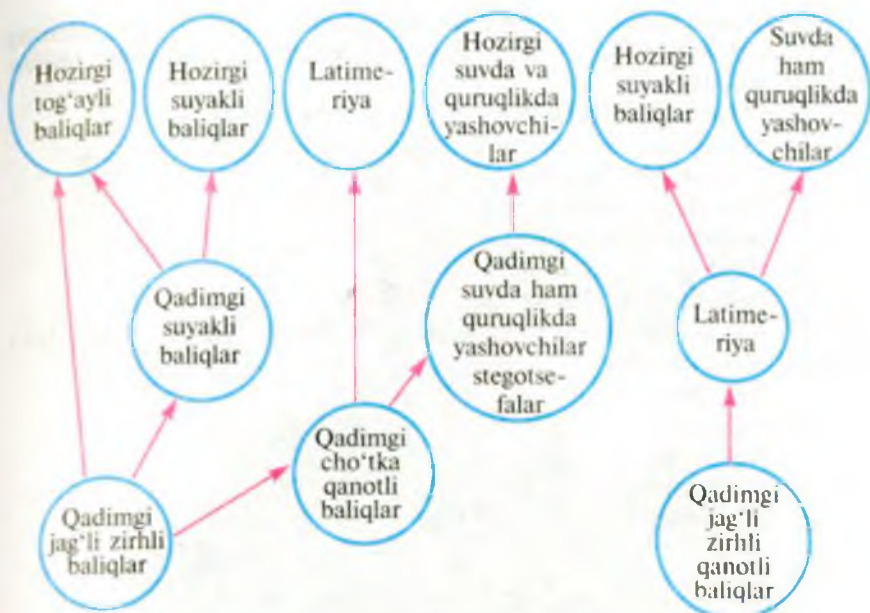 Hozirgi
tog‘ayli
baliqlar
Hozirgi
suyakli
baliqlar
Latime-
riya
Hozirgi
suvda va
quruqlikda
yashovchi-
lar
Hozirgi
suyakli
baliqlar
Suvda
ham
quruqlikda
yashov-
chilar
Qadimgi
suyakli
baliqlar
Qadimgi
suvda ham
quruqlikda
yashovchilar
stegotse-
falar
Latime-
riya
Qadimgi
jag‘li zirhli
baliqlar
Qadimgi
cho‘tka
qanotli
baliqlar
Qadimgi
jag‘li
zirhli
qanotli
baliqlar